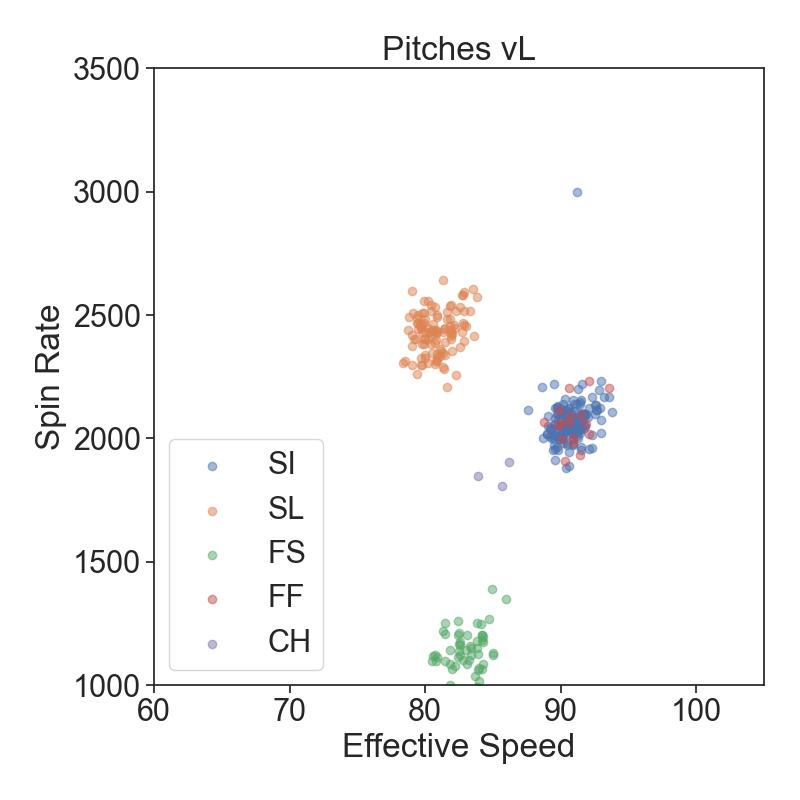 Pitches vL
3500
3000
2500
2000
1500
1000
Spin Rate
SI
SL
FS
FF
CH
60 70 80 90 100
Effective Speed